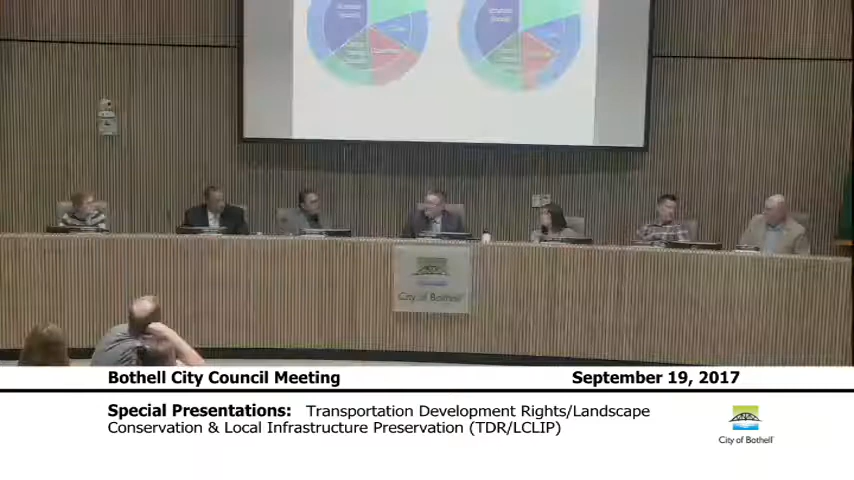 City of Bothell
Bothell City Council Meeting
September 19, 2017
Special Presentations: Transportation Development Rights/Landscape
Conservation & Local Infrastructure Preservation (TDR/LCLIP)
City of Bothell